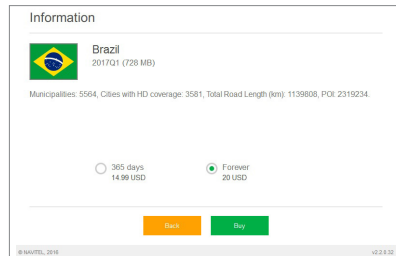 Information
Brazil
2017Q1 (728 MB)
Municipalities: 5564, Cities with HD coverage: 3581, Total Road Length (km): 1139808, POI: 2319234.
365 days
14.99 USD
Forever
20 USD
Back
Buy
© NAVITEL, 2016
v2.2.9.32